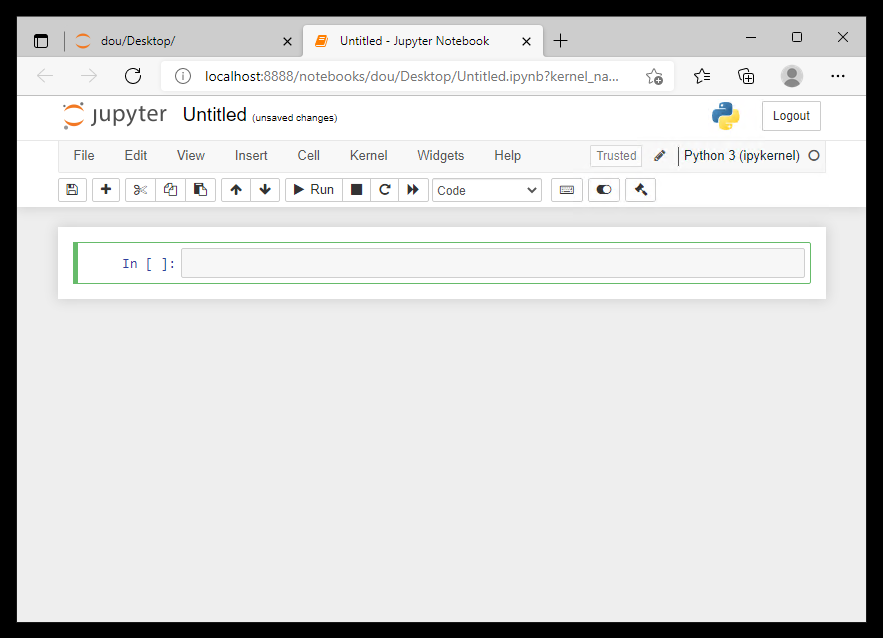 dou/Desktop/
Untitled - Jupyter Notebook
localhost:8888/notebooks/dou/Desktop/Untitled.ipynb?kernel_na...
jupyter Untitled (unsaved changes)
Logout
File Edit View Insert Cell Kernel Widgets Help
Trusted
Python 3 (ipykernel)
Run
Code
In [ ]: